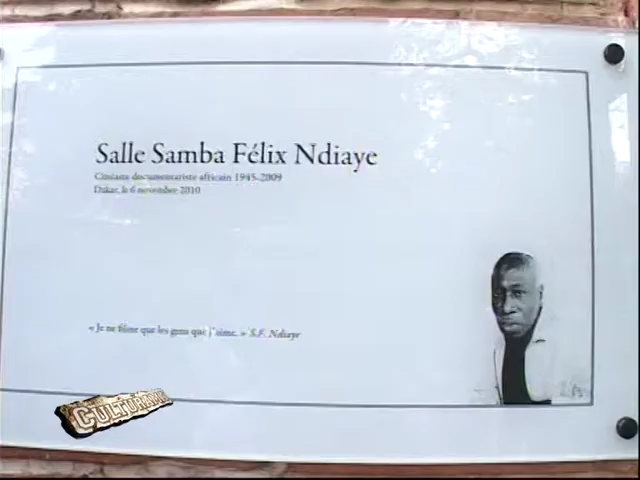 Salle Samba Félix Ndiaye
Cinéaste documentariste africain 1945-2009
Dakar, le 6 novembre 2010
« Je ne filme que les gens que j'aime. » S.F. Ndiaye